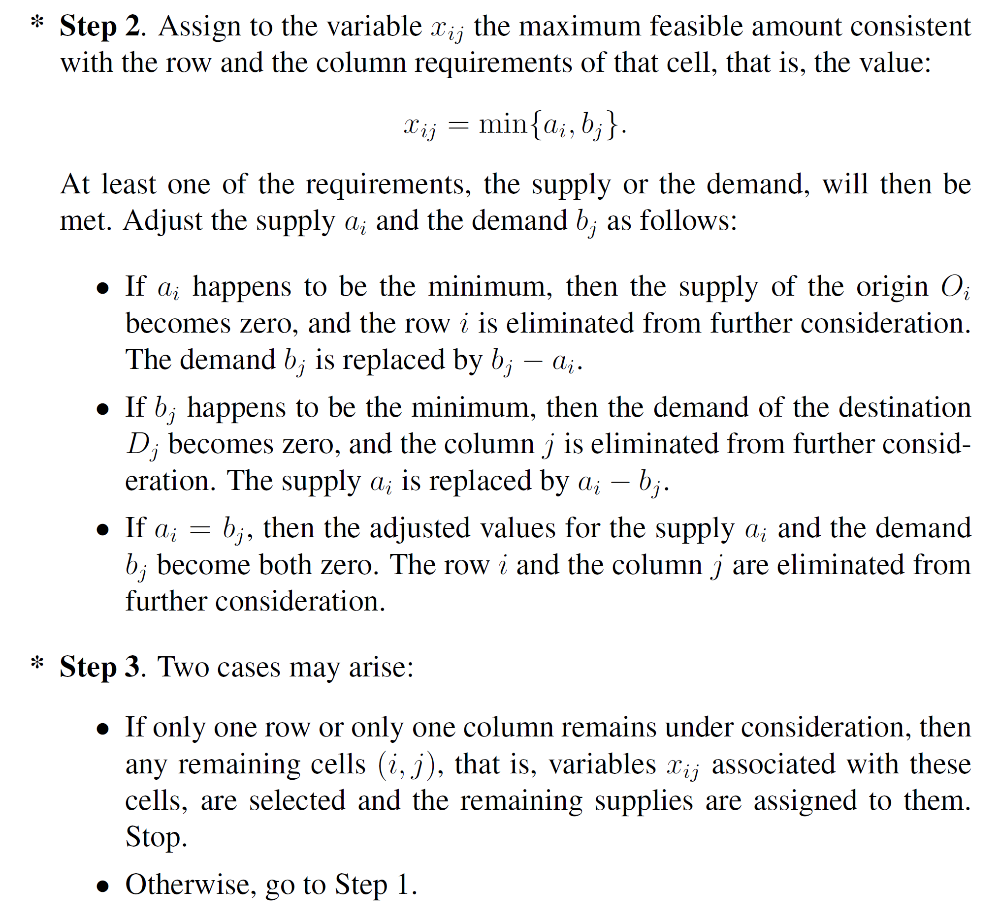 * Step 2. Assign to the variable $x_{ij}$ the maximum feasible amount consistent
with the row and the column requirements of that cell, that is, the value:
$x_{ij} = \min\{a_i, b_j\}.$
At least one of the requirements, the supply or the demand, will then be
met. Adjust the supply $a_i$ and the demand $b_j$ as follows:
• If $a_i$ happens to be the minimum, then the supply of the origin $O_i$
becomes zero, and the row $i$ is eliminated from further consideration.
The demand $b_j$ is replaced by $b_j - a_i$.
• If $b_j$ happens to be the minimum, then the demand of the destination
$D_j$ becomes zero, and the column $j$ is eliminated from further consid-
eration. The supply $a_i$ is replaced by $a_i - b_j$.
• If $a_i = b_j$, then the adjusted values for the supply $a_i$ and the demand
$b_j$ become both zero. The row $i$ and the column $j$ are eliminated from
further consideration.
* Step 3. Two cases may arise:
• If only one row or only one column remains under consideration, then
any remaining cells $(i, j)$, that is, variables $x_{ij}$ associated with these
cells, are selected and the remaining supplies are assigned to them.
Stop.
• Otherwise, go to Step 1.